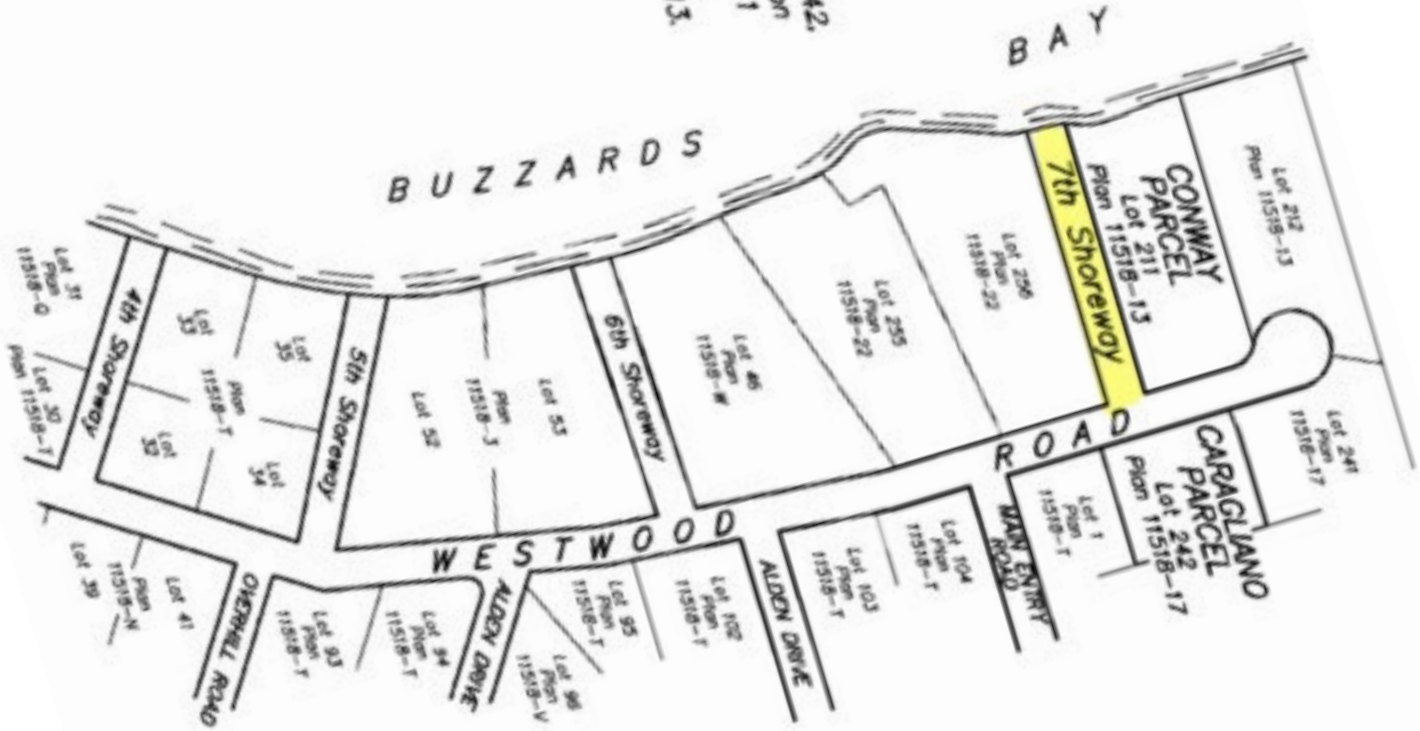 42,
on
1
13.
BAY
BUZZARDS
Lot 31
Plan
11518-Q
Lot 30
Plan 11518-T
4th Shoreway
Lot
33
Lot
35
Plan
11518-T
Lot
32
Lot
34
5th Shoreway
Lot 52
Plan
11518-J
Lot 53
6th Shoreway
Lot 46
Plan
11518-W
Lot 255
Plan
11518-22
Lot 256
Plan
11518-22
7th Shoreway
CONWAY
PARCEL
Lot 211
Plan 11518-13
Lot 212
Plan 11518-13
WESTWOOD ROAD
Lot 39
Plan
11518-N
Lot 41
OVERHILL ROAD
Lot 93
Plan
11518-T
Lot 94
Plan
11518-T
ALDEN DRIVE
Lot 96
Plan
11518-V
Lot 95
Plan
11518-T
Lot 102
Plan
11518-T
ALDEN DRIVE
Lot 103
Plan
11518-T
Lot 104
Plan
11518-T
MAIN ENTRY
ROAD
Lot 1
Plan
11518-T
CARAGLIANO
PARCEL
Lot 242
Plan 11518-17
Lot 241
Plan
11518-17